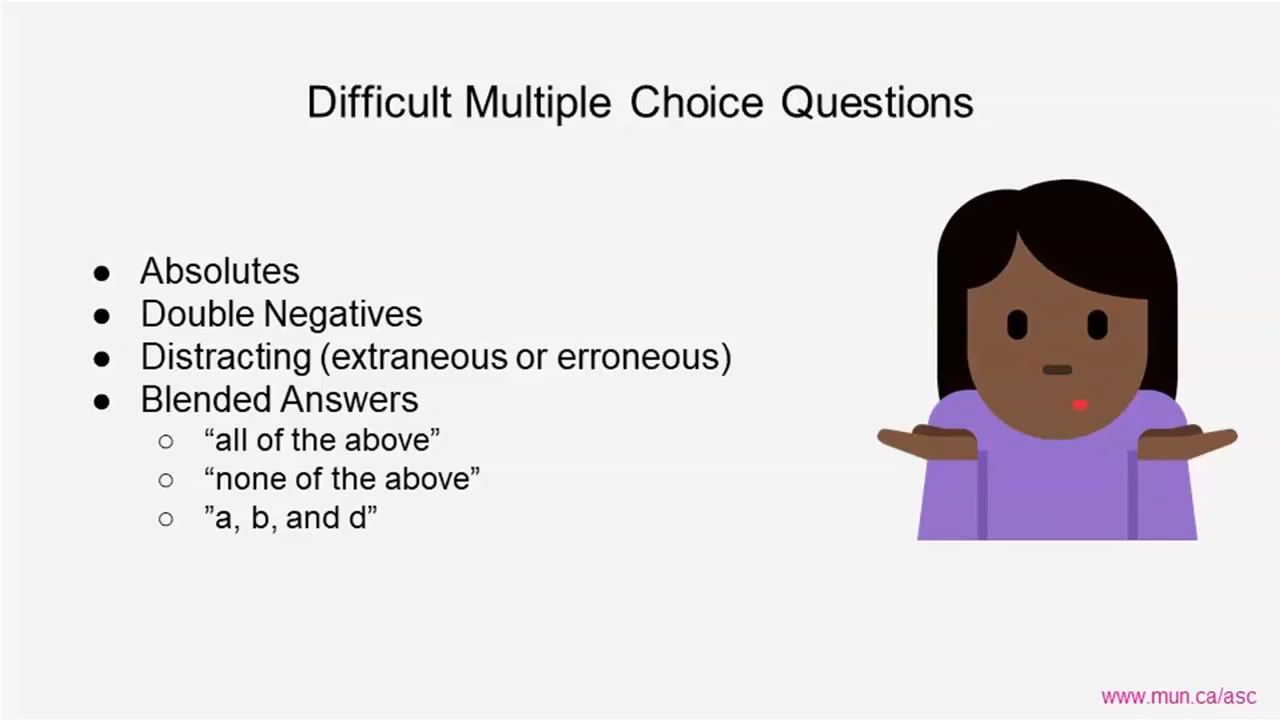 Difficult Multiple Choice Questions
● Absolutes
● Double Negatives
● Distracting (extraneous or erroneous)
● Blended Answers
○ “all of the above”
○ “none of the above”
○ ”a, b, and d”
www.mun.ca/asc